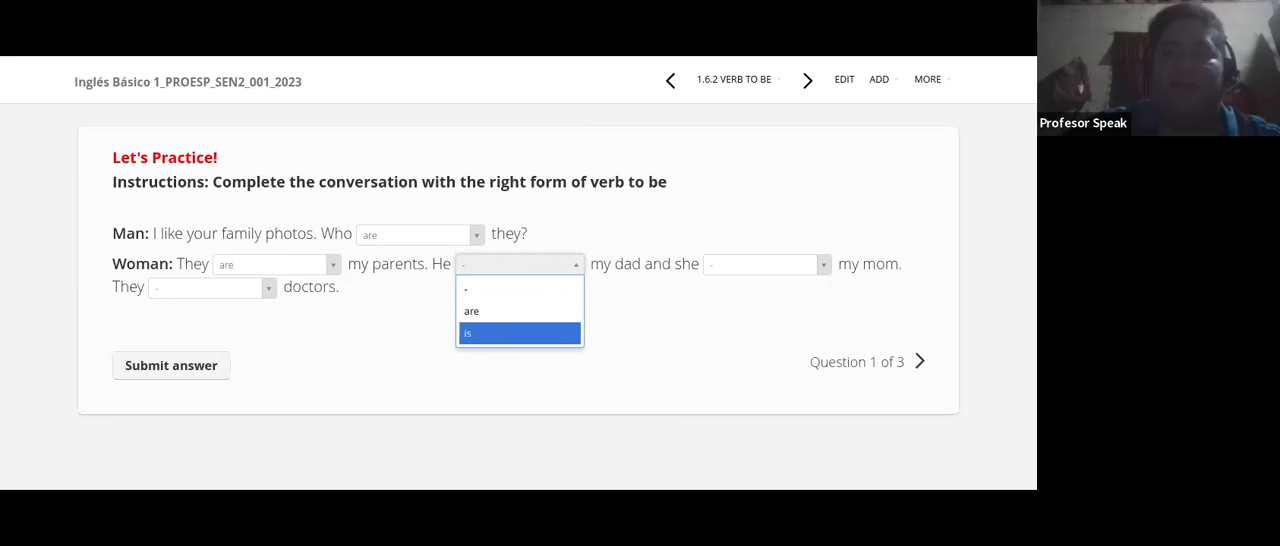 Inglés Básico 1_PROESP_SEN2_001_2023
1.6.2 VERB TO BE
EDIT
ADD
MORE
Profesor Speak
Let's Practice!
Instructions: Complete the conversation with the right form of verb to be
Man: I like your family photos. Who are they?
Woman: They are my parents. He - my dad and she - my mom.
They - doctors.
-
are
is
Submit answer
Question 1 of 3